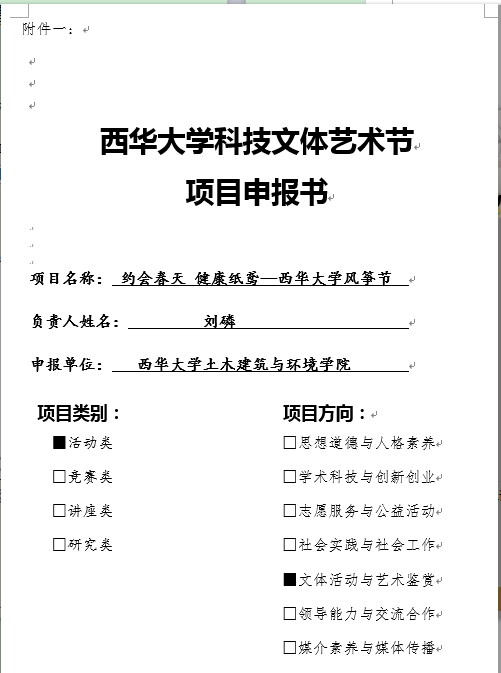 附件一：
西华大学科技文体艺术节
项目申报书
项目名称： 约会春天 健康纸鸢—西华大学风筝节
负责人姓名： 刘磷
申报单位： 西华大学土木建筑与环境学院
项目类别： 项目方向：
■活动类 □思想道德与人格素养
□竞赛类 □学术科技与创新创业
□讲座类 □志愿服务与公益活动
□研究类 □社会实践与社会工作
■文体活动与艺术鉴赏
□领导能力与交流合作
□媒介素养与媒体传播